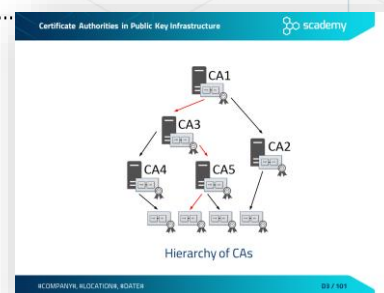 Certificate Authorities in Public Key Infrastructure
scademy
CA1
CA3
CA2
CA4
CA5
Hierarchy of CAs
#COMPANY#, #LOCATION#, #DATE#
03 / 101